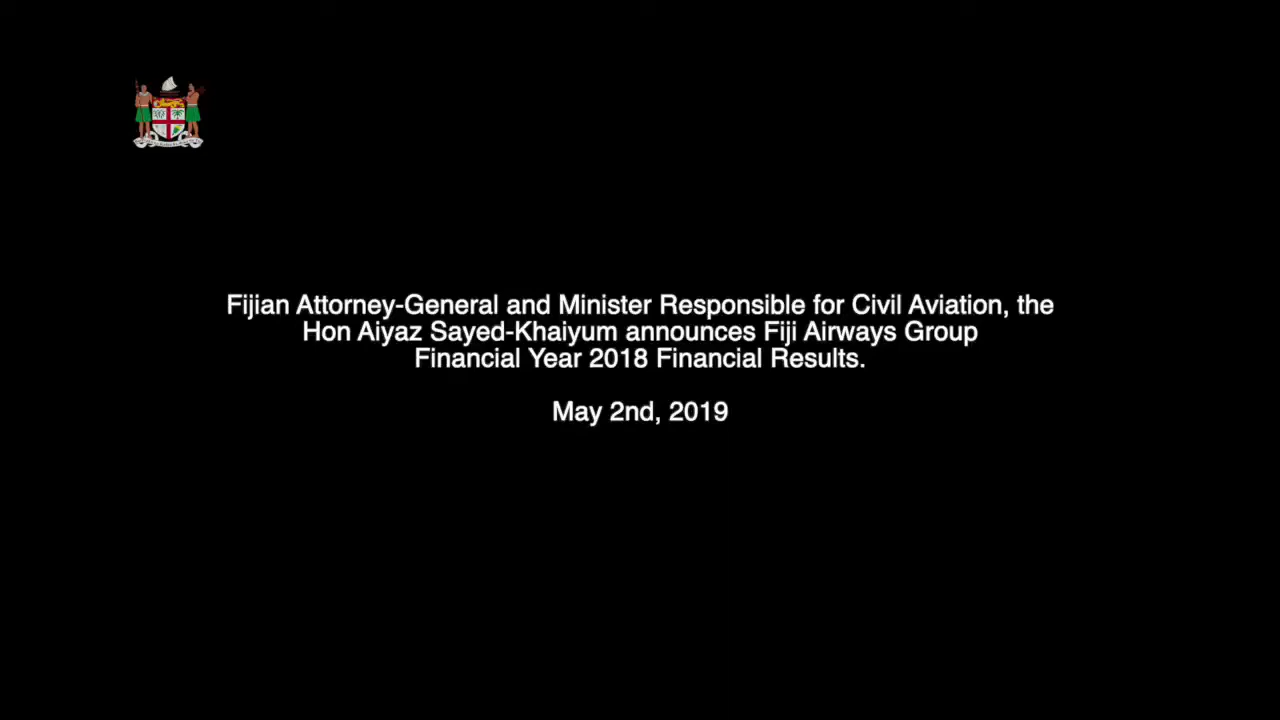 Fijian Attorney-General and Minister Responsible for Civil Aviation, the
Hon Aiyaz Sayed-Khaiyum announces Fiji Airways Group
Financial Year 2018 Financial Results.
May 2nd, 2019